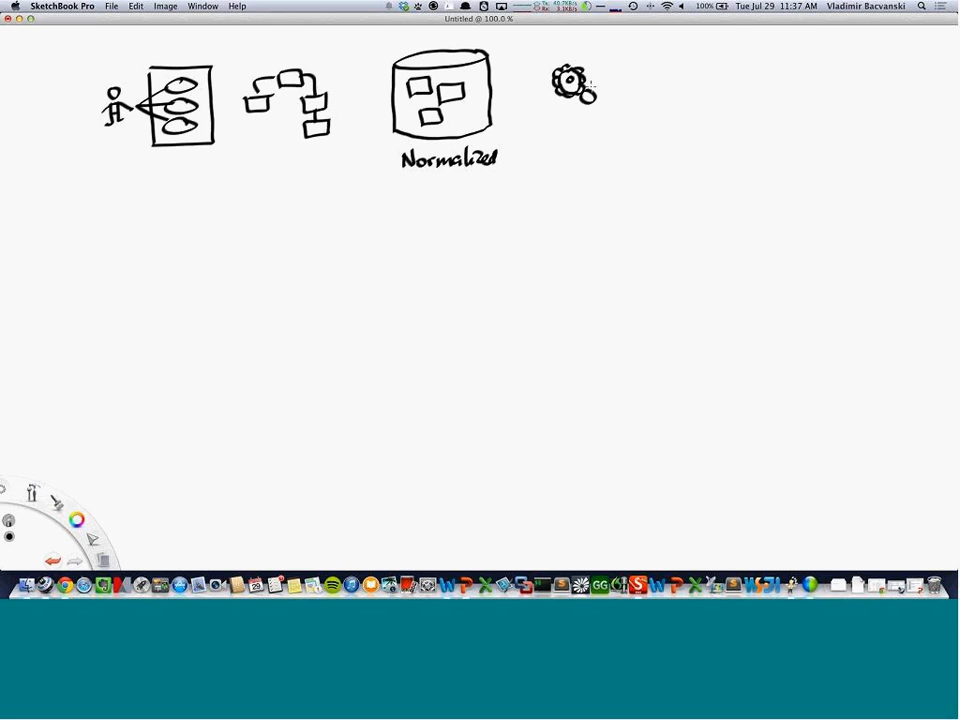 SketchBook Pro File Edit Image Window Help 100% Tue Jul 29 11:37 AM Vladimir Bacvanski
Untitled @ 100.0 %
Normalized